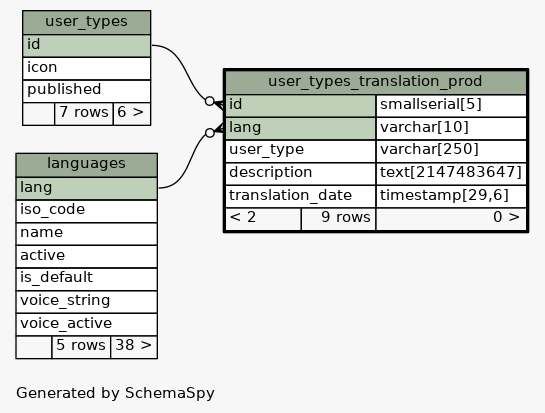 user_types
id
icon
published
7 rows 6 >
user_types_translation_prod
id smallserial[5]
lang varchar[10]
user_type varchar[250]
description text[2147483647]
translation_date timestamp[29,6]
< 2 9 rows 0 >
languages
lang
iso_code
name
active
is_default
voice_string
voice_active
5 rows 38 >
Generated by SchemaSpy